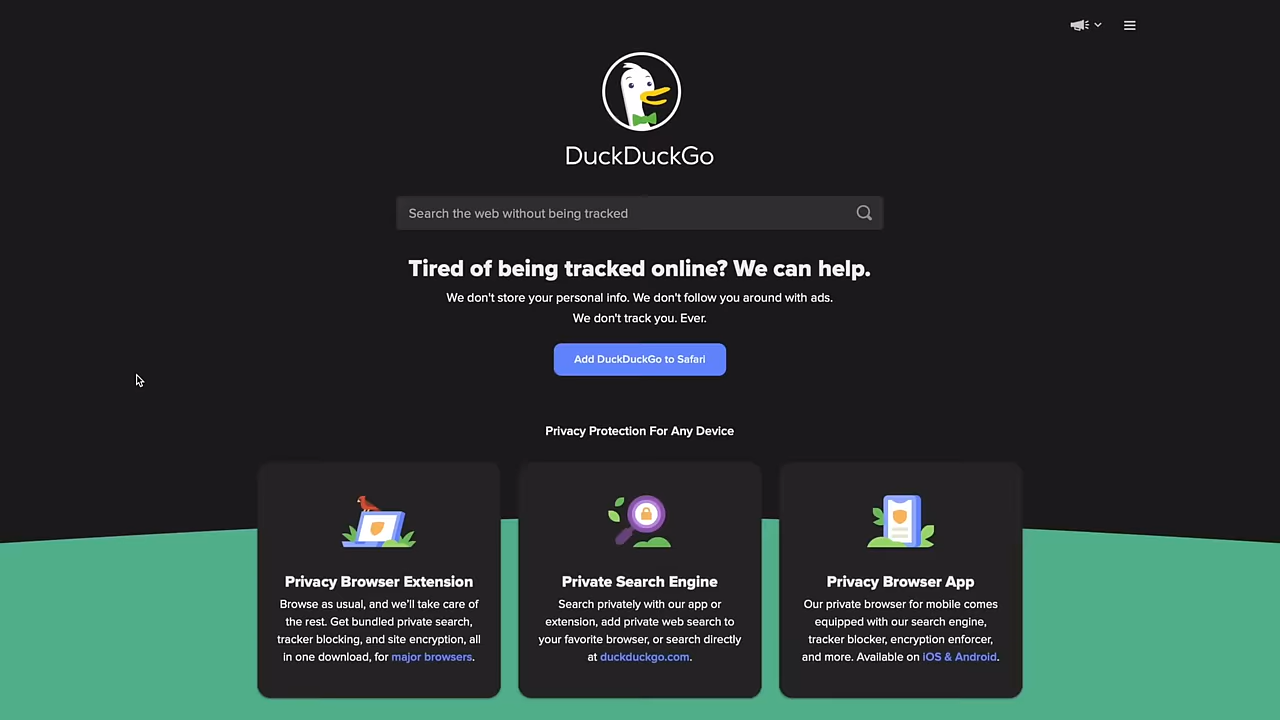 DuckDuckGo
Search the web without being tracked
Tired of being tracked online? We can help.
We don't store your personal info. We don't follow you around with ads.
We don't track you. Ever.
Add DuckDuckGo to Safari
Privacy Protection For Any Device
Privacy Browser Extension
Browse as usual, and we'll take care of
the rest. Get bundled private search,
tracker blocking, and site encryption, all
in one download, for major browsers.
Private Search Engine
Search privately with our app or
extension, add private web search to
your favorite browser, or search directly
at duckduckgo.com.
Privacy Browser App
Our private browser for mobile comes
equipped with our search engine,
tracker blocker, encryption enforcer,
and more. Available on iOS & Android.